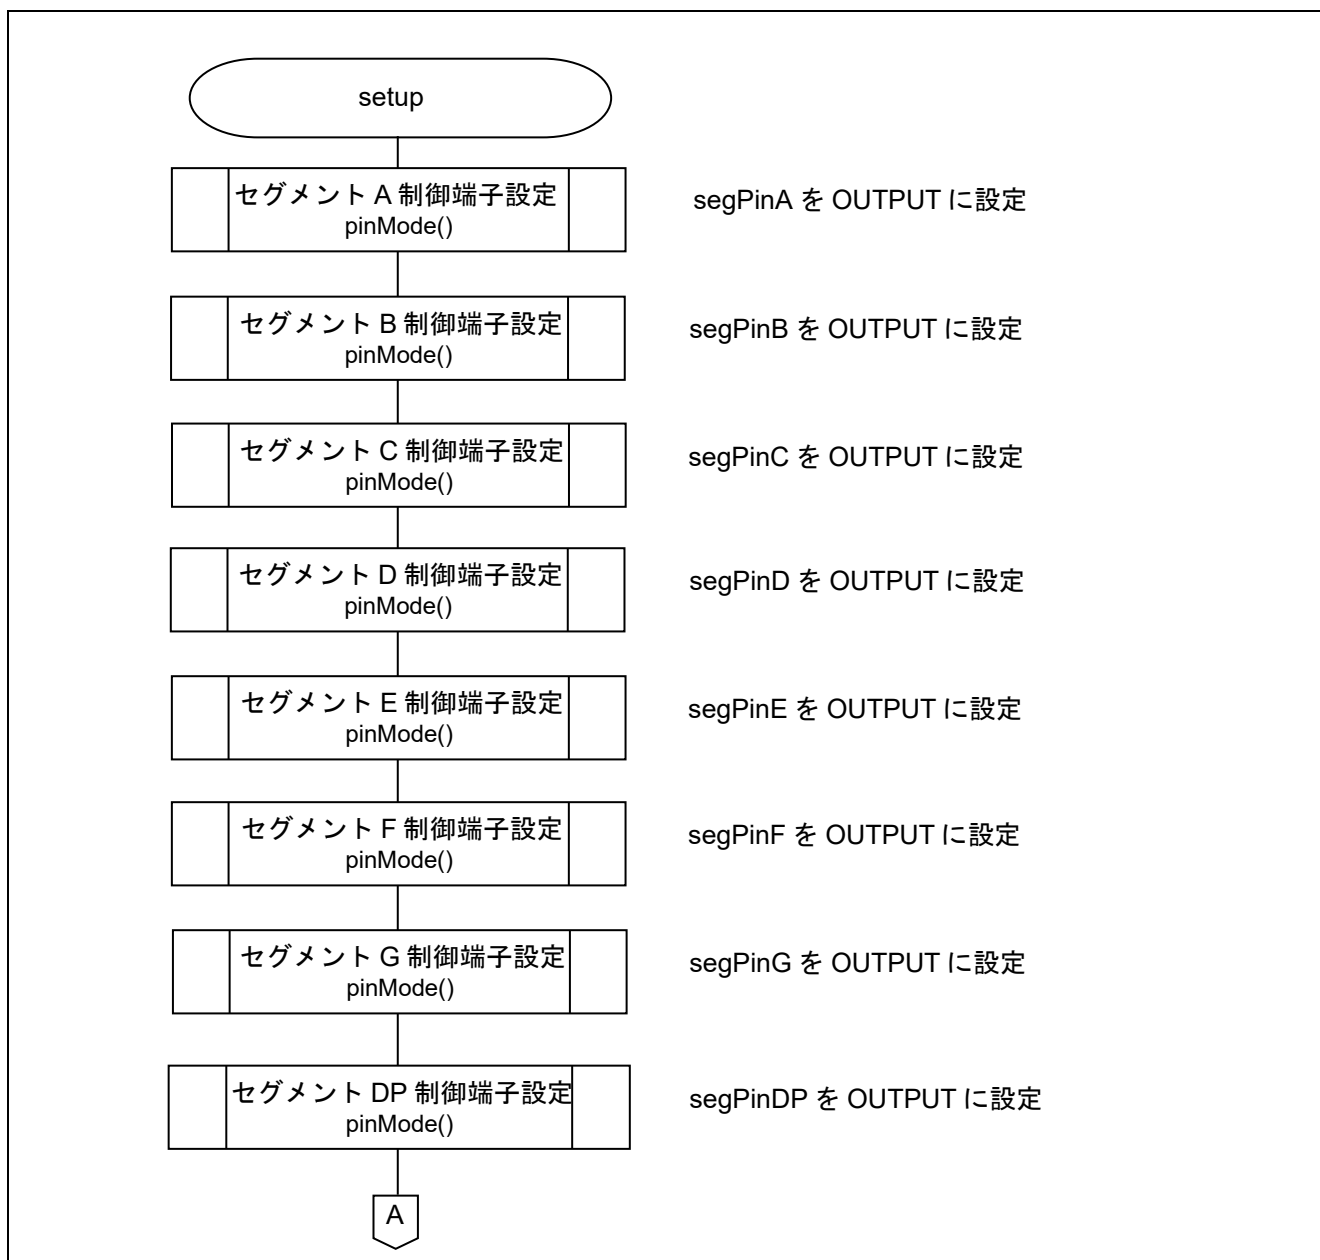 setup
セグメント A 制御端子設定
pinMode()
segPinA を OUTPUT に設定
セグメント B 制御端子設定
pinMode()
segPinB を OUTPUT に設定
セグメント C 制御端子設定
pinMode()
segPinC を OUTPUT に設定
セグメント D 制御端子設定
pinMode()
segPinD を OUTPUT に設定
セグメント E 制御端子設定
pinMode()
segPinE を OUTPUT に設定
セグメント F 制御端子設定
pinMode()
segPinF を OUTPUT に設定
セグメント G 制御端子設定
pinMode()
segPinG を OUTPUT に設定
セグメント DP 制御端子設定
pinMode()
segPinDP を OUTPUT に設定
A